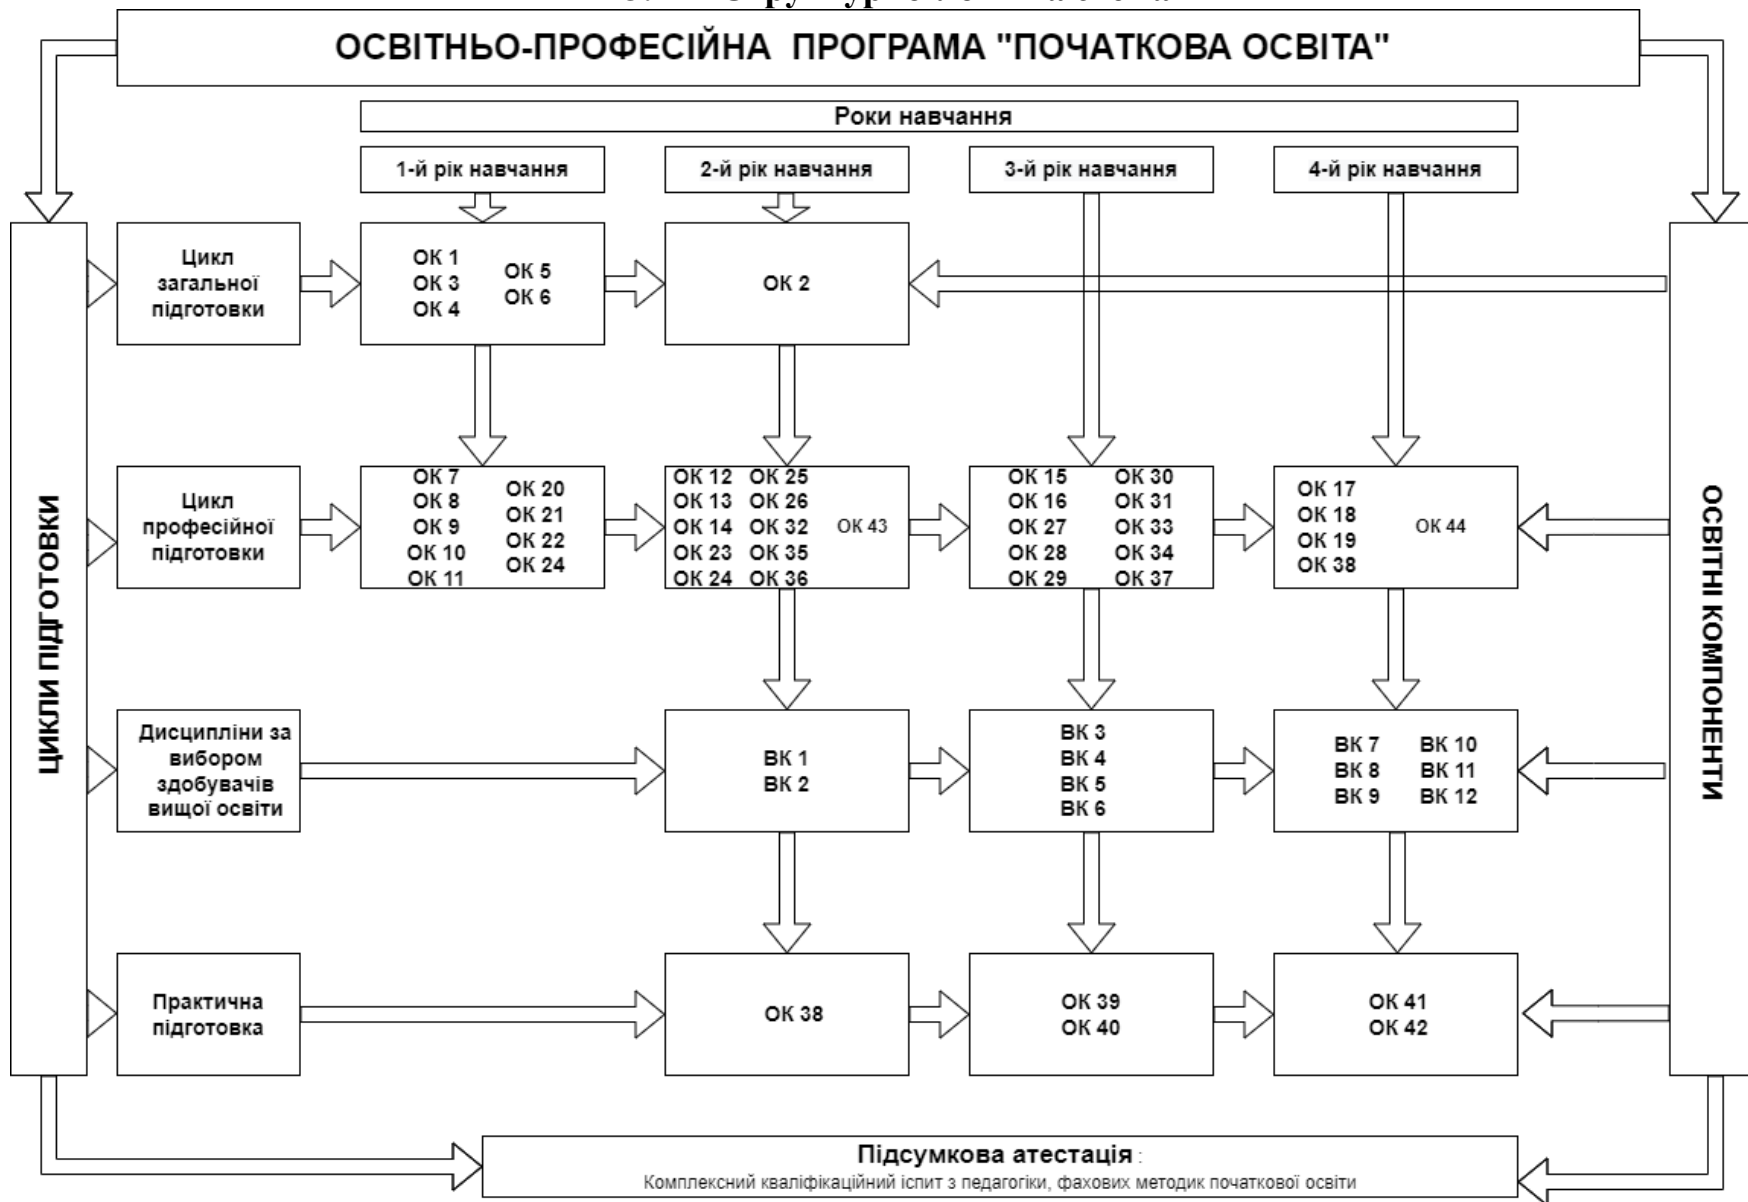 ОСВІТНЬО-ПРОФЕСІЙНА ПРОГРАМА "ПОЧАТКОВА ОСВІТА"
Роки навчання
1-й рік навчання
2-й рік навчання
3-й рік навчання
4-й рік навчання
ЦИКЛИ ПІДГОТОВКИ
ОСВІТНІ КОМПОНЕНТИ
Цикл
загальної
підготовки
ОК 1
ОК 3
ОК 4
ОК 5
ОК 6
ОК 2
Цикл
професійної
підготовки
ОК 7
ОК 8
ОК 9
ОК 10
ОК 11
ОК 20
ОК 21
ОК 22
ОК 24
ОК 12
ОК 13
ОК 14
ОК 23
ОК 24
ОК 25
ОК 26
ОК 32
ОК 35
ОК 36
ОК 43
ОК 15
ОК 16
ОК 27
ОК 28
ОК 29
ОК 30
ОК 31
ОК 33
ОК 34
ОК 37
ОК 17
ОК 18
ОК 19
ОК 38
ОК 44
Дисципліни за
вибором
здобувачів
вищої освіти
ВК 1
ВК 2
ВК 3
ВК 4
ВК 5
ВК 6
ВК 7
ВК 8
ВК 9
ВК 10
ВК 11
ВК 12
Практична
підготовка
ОК 38
ОК 39
ОК 40
ОК 41
ОК 42
Підсумкова атестація :
Комплексний кваліфікаційний іспит з педагогіки, фахових методик початкової освіти